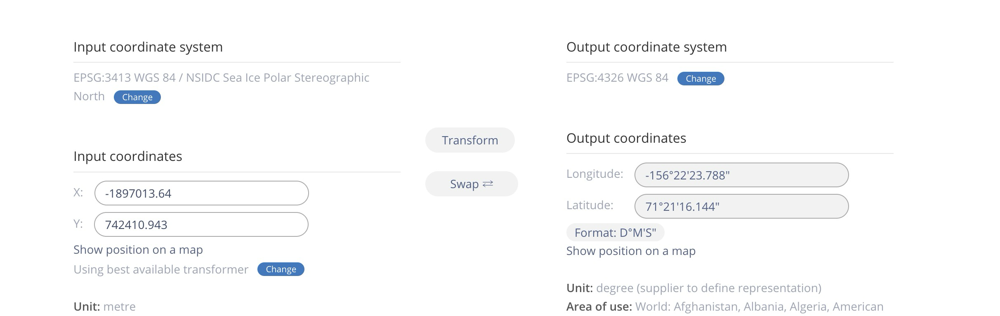 Input coordinate system
EPSG:3413 WGS 84 / NSIDC Sea Ice Polar Stereographic
North Change
Input coordinates
X: -1897013.64
Y: 742410.943
Show position on a map
Using best available transformer Change
Unit: metre
Transform
Swap ⇄
Output coordinate system
EPSG:4326 WGS 84 Change
Output coordinates
Longitude: -156°22'23.788"
Latitude: 71°21'16.144"
Format: D°M'S"
Show position on a map
Unit: degree (supplier to define representation)
Area of use: World: Afghanistan, Albania, Algeria, American